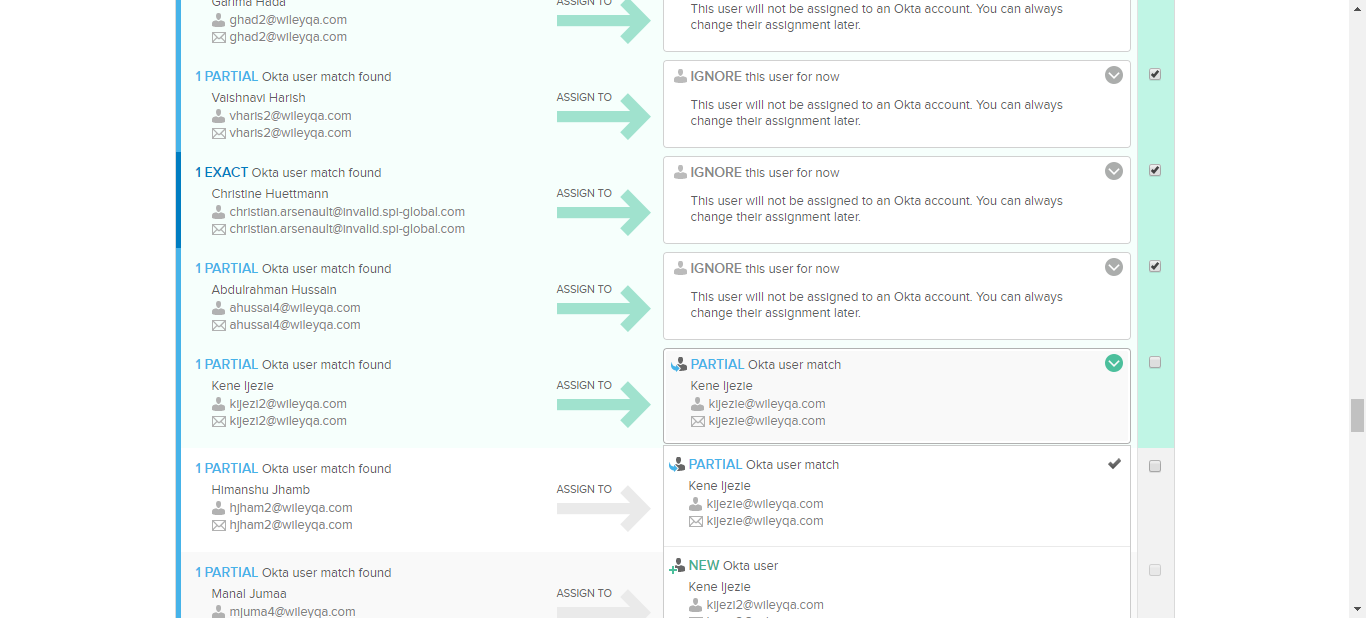 Garima Hada
ghad2@wileyqa.com
ghad2@wileyqa.com
ASSIGN TO
This user will not be assigned to an Okta account. You can always
change their assignment later.
1 PARTIAL Okta user match found
Vaishnavi Harish
vharis2@wileyqa.com
vharis2@wileyqa.com
ASSIGN TO
IGNORE this user for now
This user will not be assigned to an Okta account. You can always
change their assignment later.
1 EXACT Okta user match found
Christine Huettmann
christian.arsenault@invalid.spi-global.com
christian.arsenault@invalid.spi-global.com
ASSIGN TO
IGNORE this user for now
This user will not be assigned to an Okta account. You can always
change their assignment later.
1 PARTIAL Okta user match found
Abdulrahman Hussain
ahussai4@wileyqa.com
ahussai4@wileyqa.com
ASSIGN TO
IGNORE this user for now
This user will not be assigned to an Okta account. You can always
change their assignment later.
1 PARTIAL Okta user match found
Kene Ijezie
kijezi2@wileyqa.com
kijezi2@wileyqa.com
ASSIGN TO
PARTIAL Okta user match
Kene Ijezie
kijezie@wileyqa.com
kijezie@wileyqa.com
1 PARTIAL Okta user match found
Himanshu Jhamb
hjham2@wileyqa.com
hjham2@wileyqa.com
ASSIGN TO
PARTIAL Okta user match
Kene Ijezie
kijezie@wileyqa.com
kijezie@wileyqa.com
1 PARTIAL Okta user match found
Manal Jumaa
mjuma4@wileyqa.com
ASSIGN TO
NEW Okta user
Kene Ijezie
kijezi2@wileyqa.com